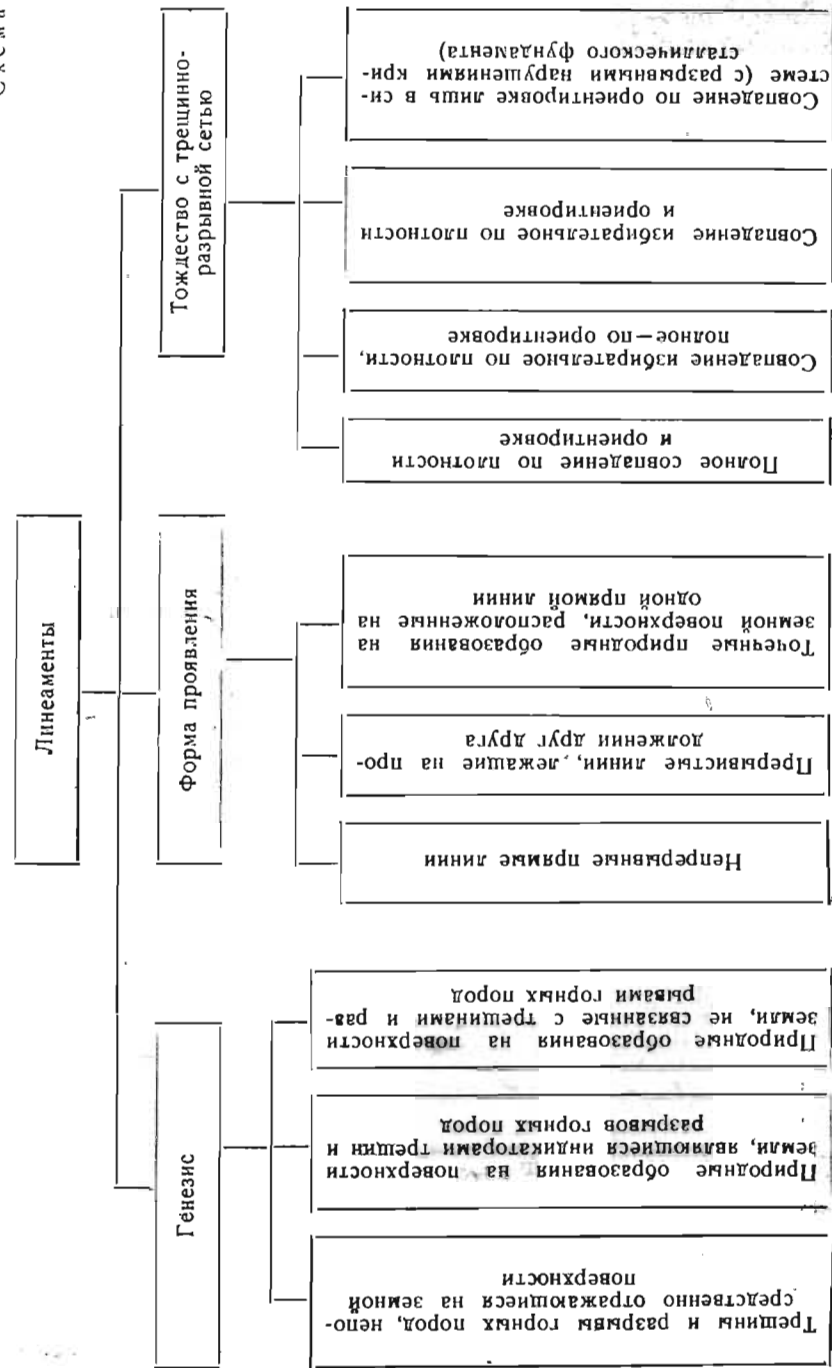 Схема
Линеаменты
Генезис
Форма проявления
Тождество с трещинно-
разрывной сетью
Трещины и разрывы горных пород, непо-
средственно отражающиеся на земной
поверхности
Природные образования на поверхности
земли, являющиеся индикаторами трещин и
разрывов горных пород
Природные образования на поверхности
земли, не связанные с трещинами и раз-
рывами горных пород
Непрерывные прямые линии
Прерывистые линии, лежащие на про-
должении друг друга
Точечные природные образования на
земной поверхности, расположенные на
одной прямой линии
Полное совпадение по плотности
и ориентировке
Совпадение избирательное по плотности,
полное—по ориентировке
Совпадение избирательное по плотности
и ориентировке
Совпадение по ориентировке лишь в си-
стеме (с разрывными нарушениями кри-
сталлического фундамента)